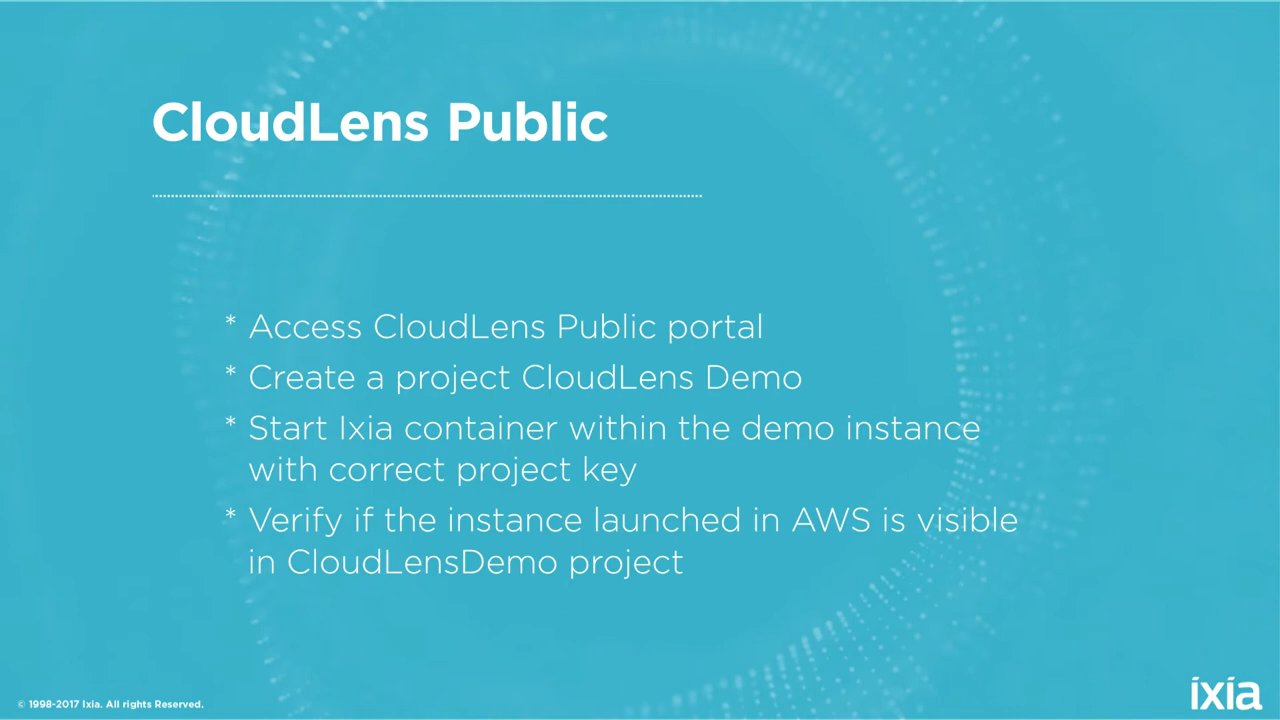 CloudLens Public
* Access CloudLens Public portal
* Create a project CloudLens Demo
* Start Ixia container within the demo instance
with correct project key
* Verify if the instance launched in AWS is visible
in CloudLensDemo project
© 1998-2017 Ixia. All rights Reserved.
ixia